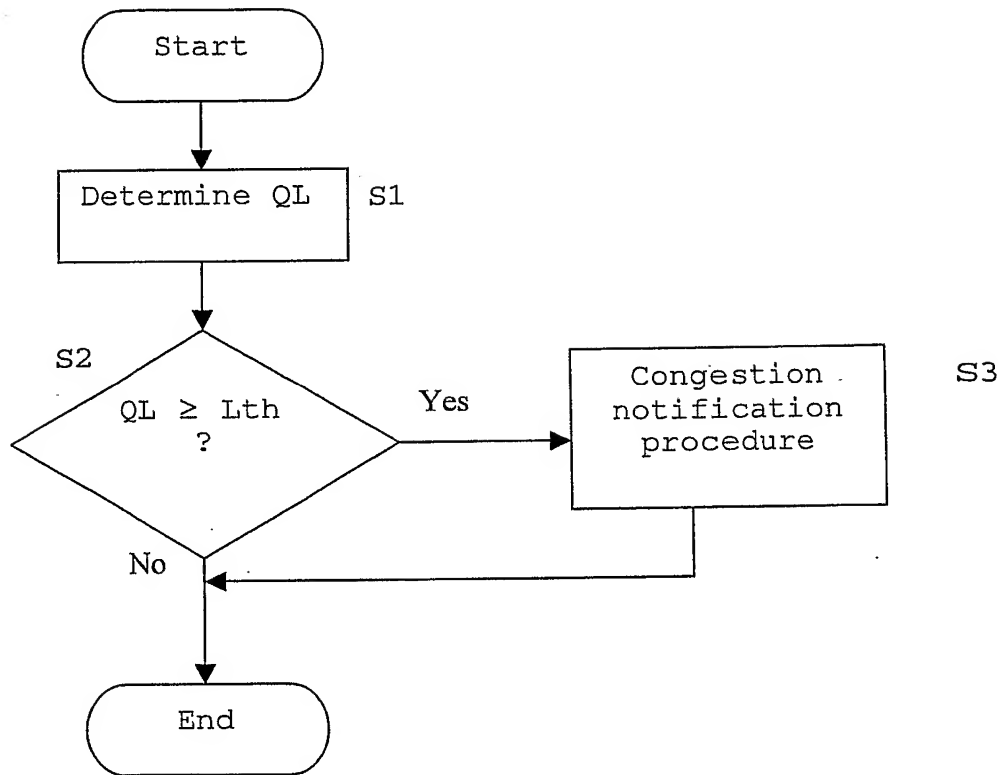 Start
Determine QL
S1
S2
QL ≥ Lth
?
Yes
Congestion
notification
procedure
S3
No
End